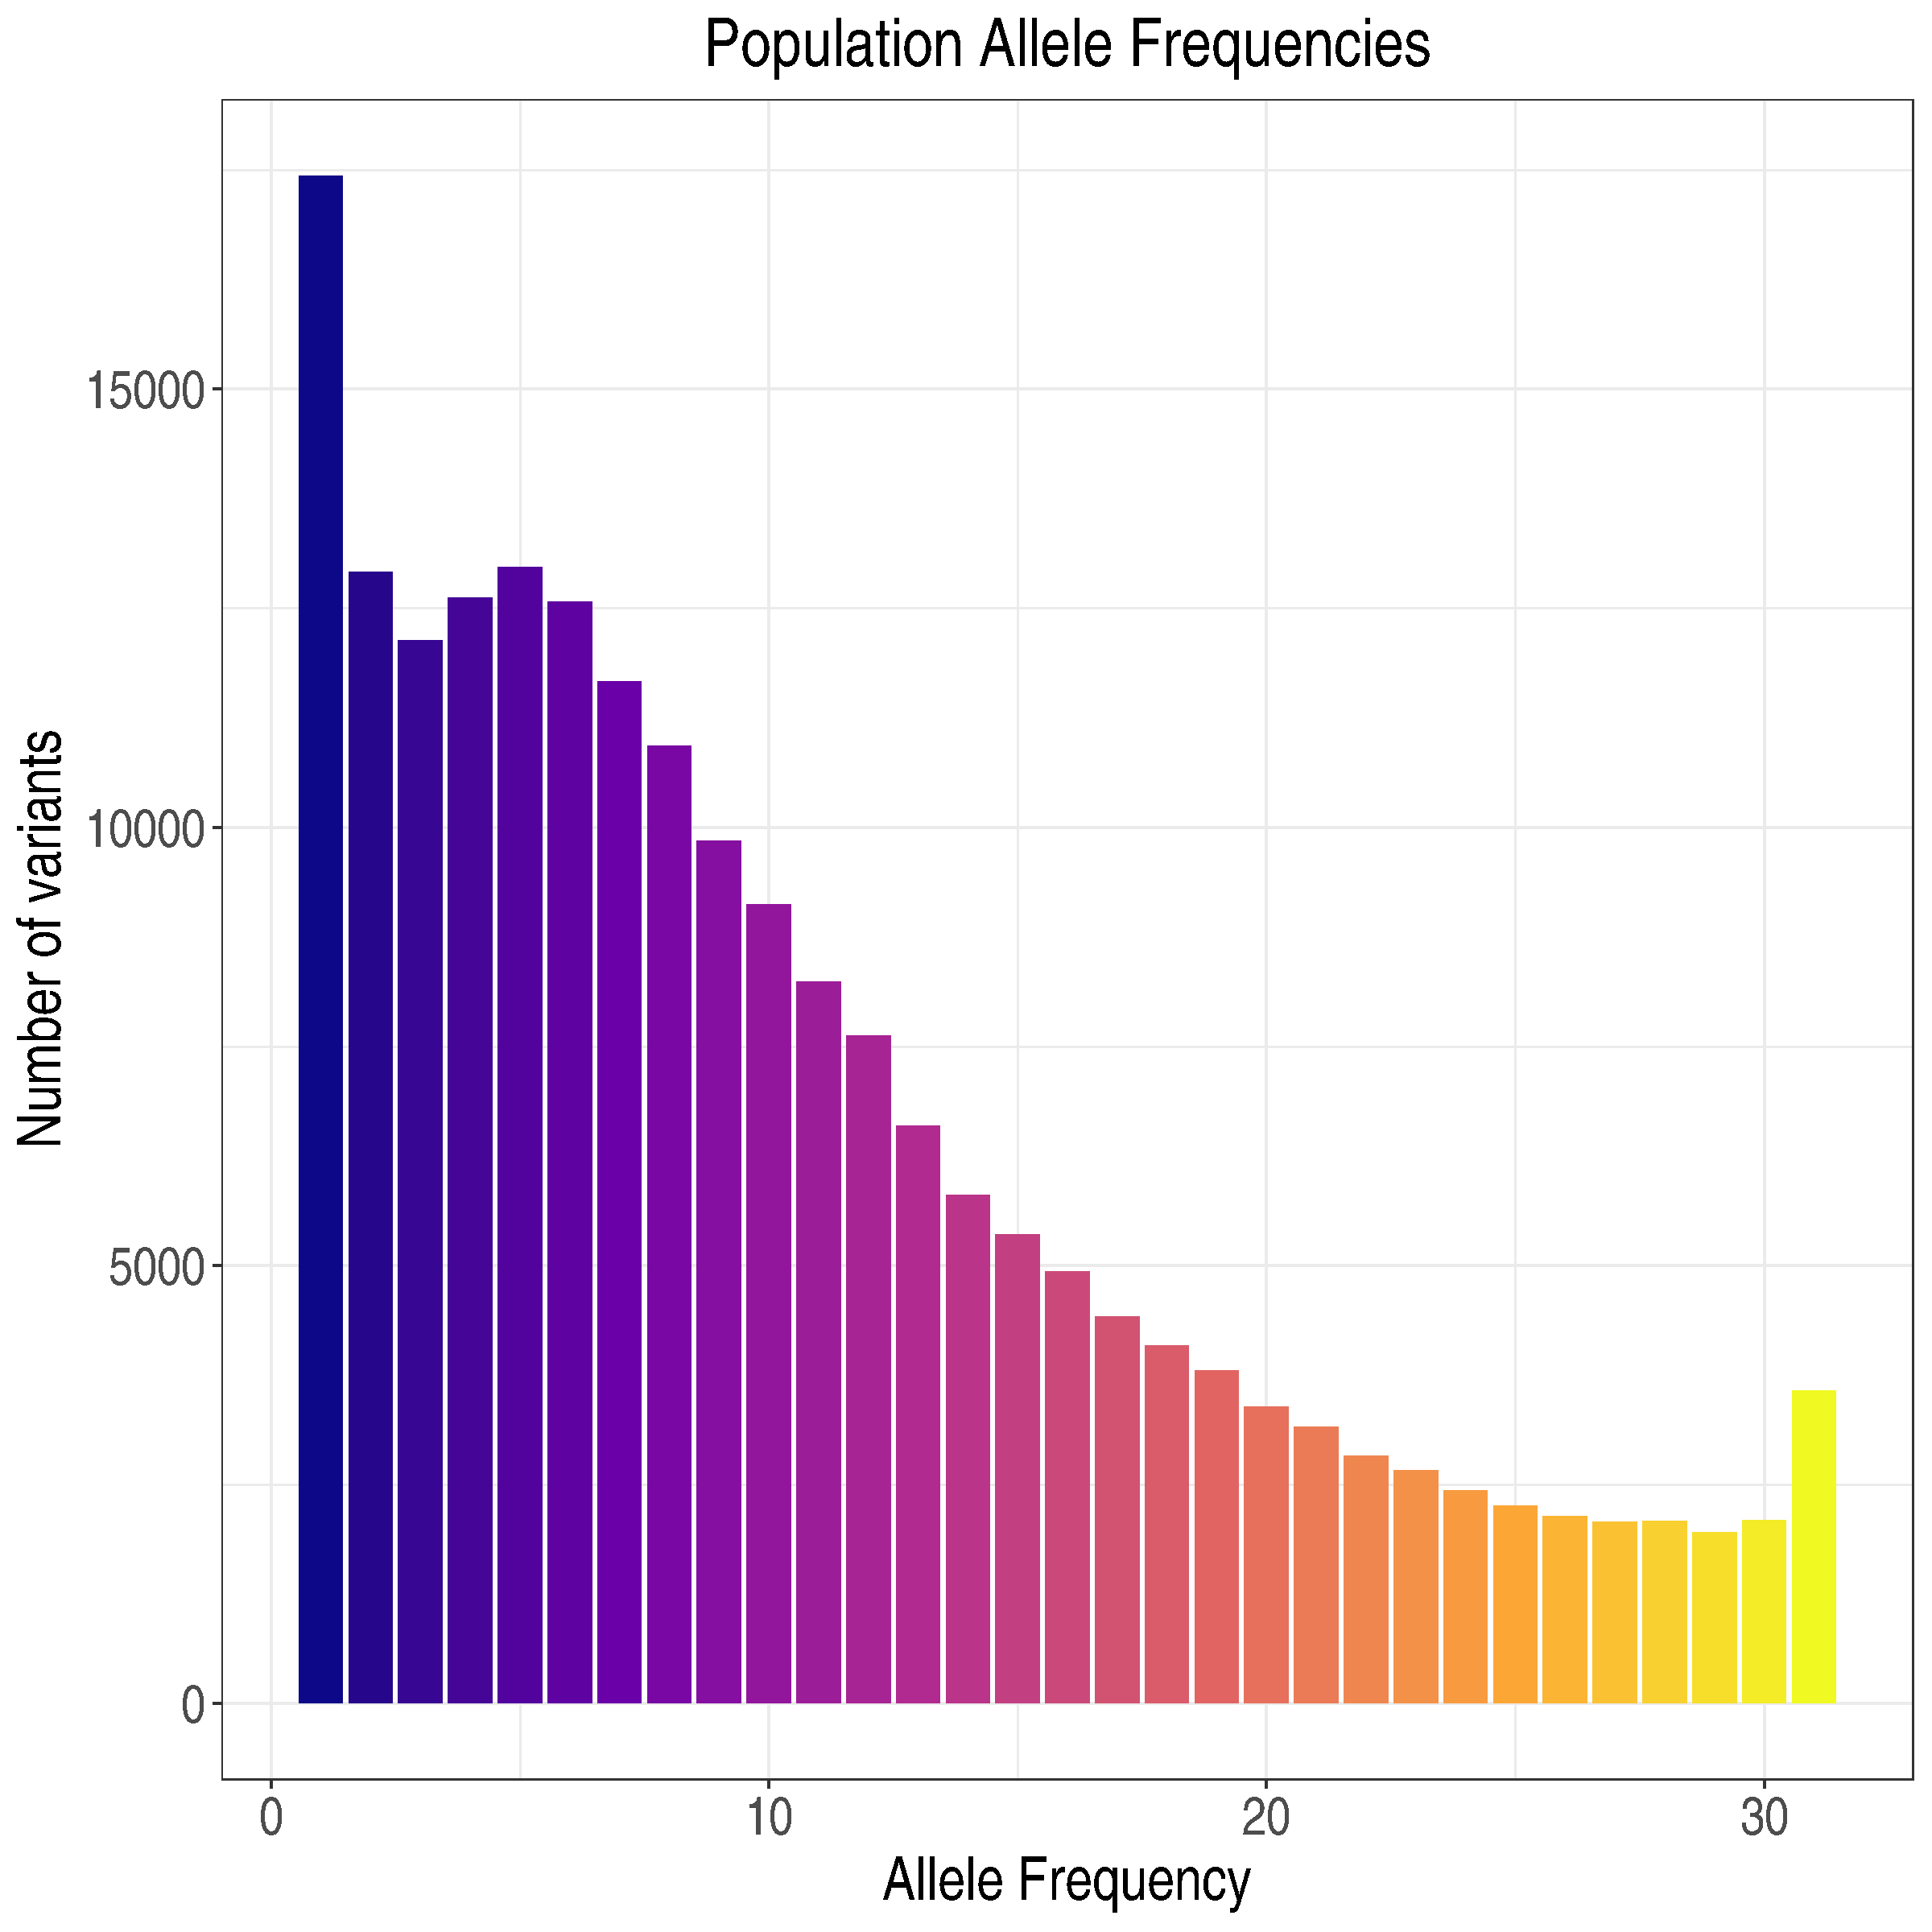 Population Allele Frequencies
Number of variants
15000
10000
5000
0
0 10 20 30
Allele Frequency